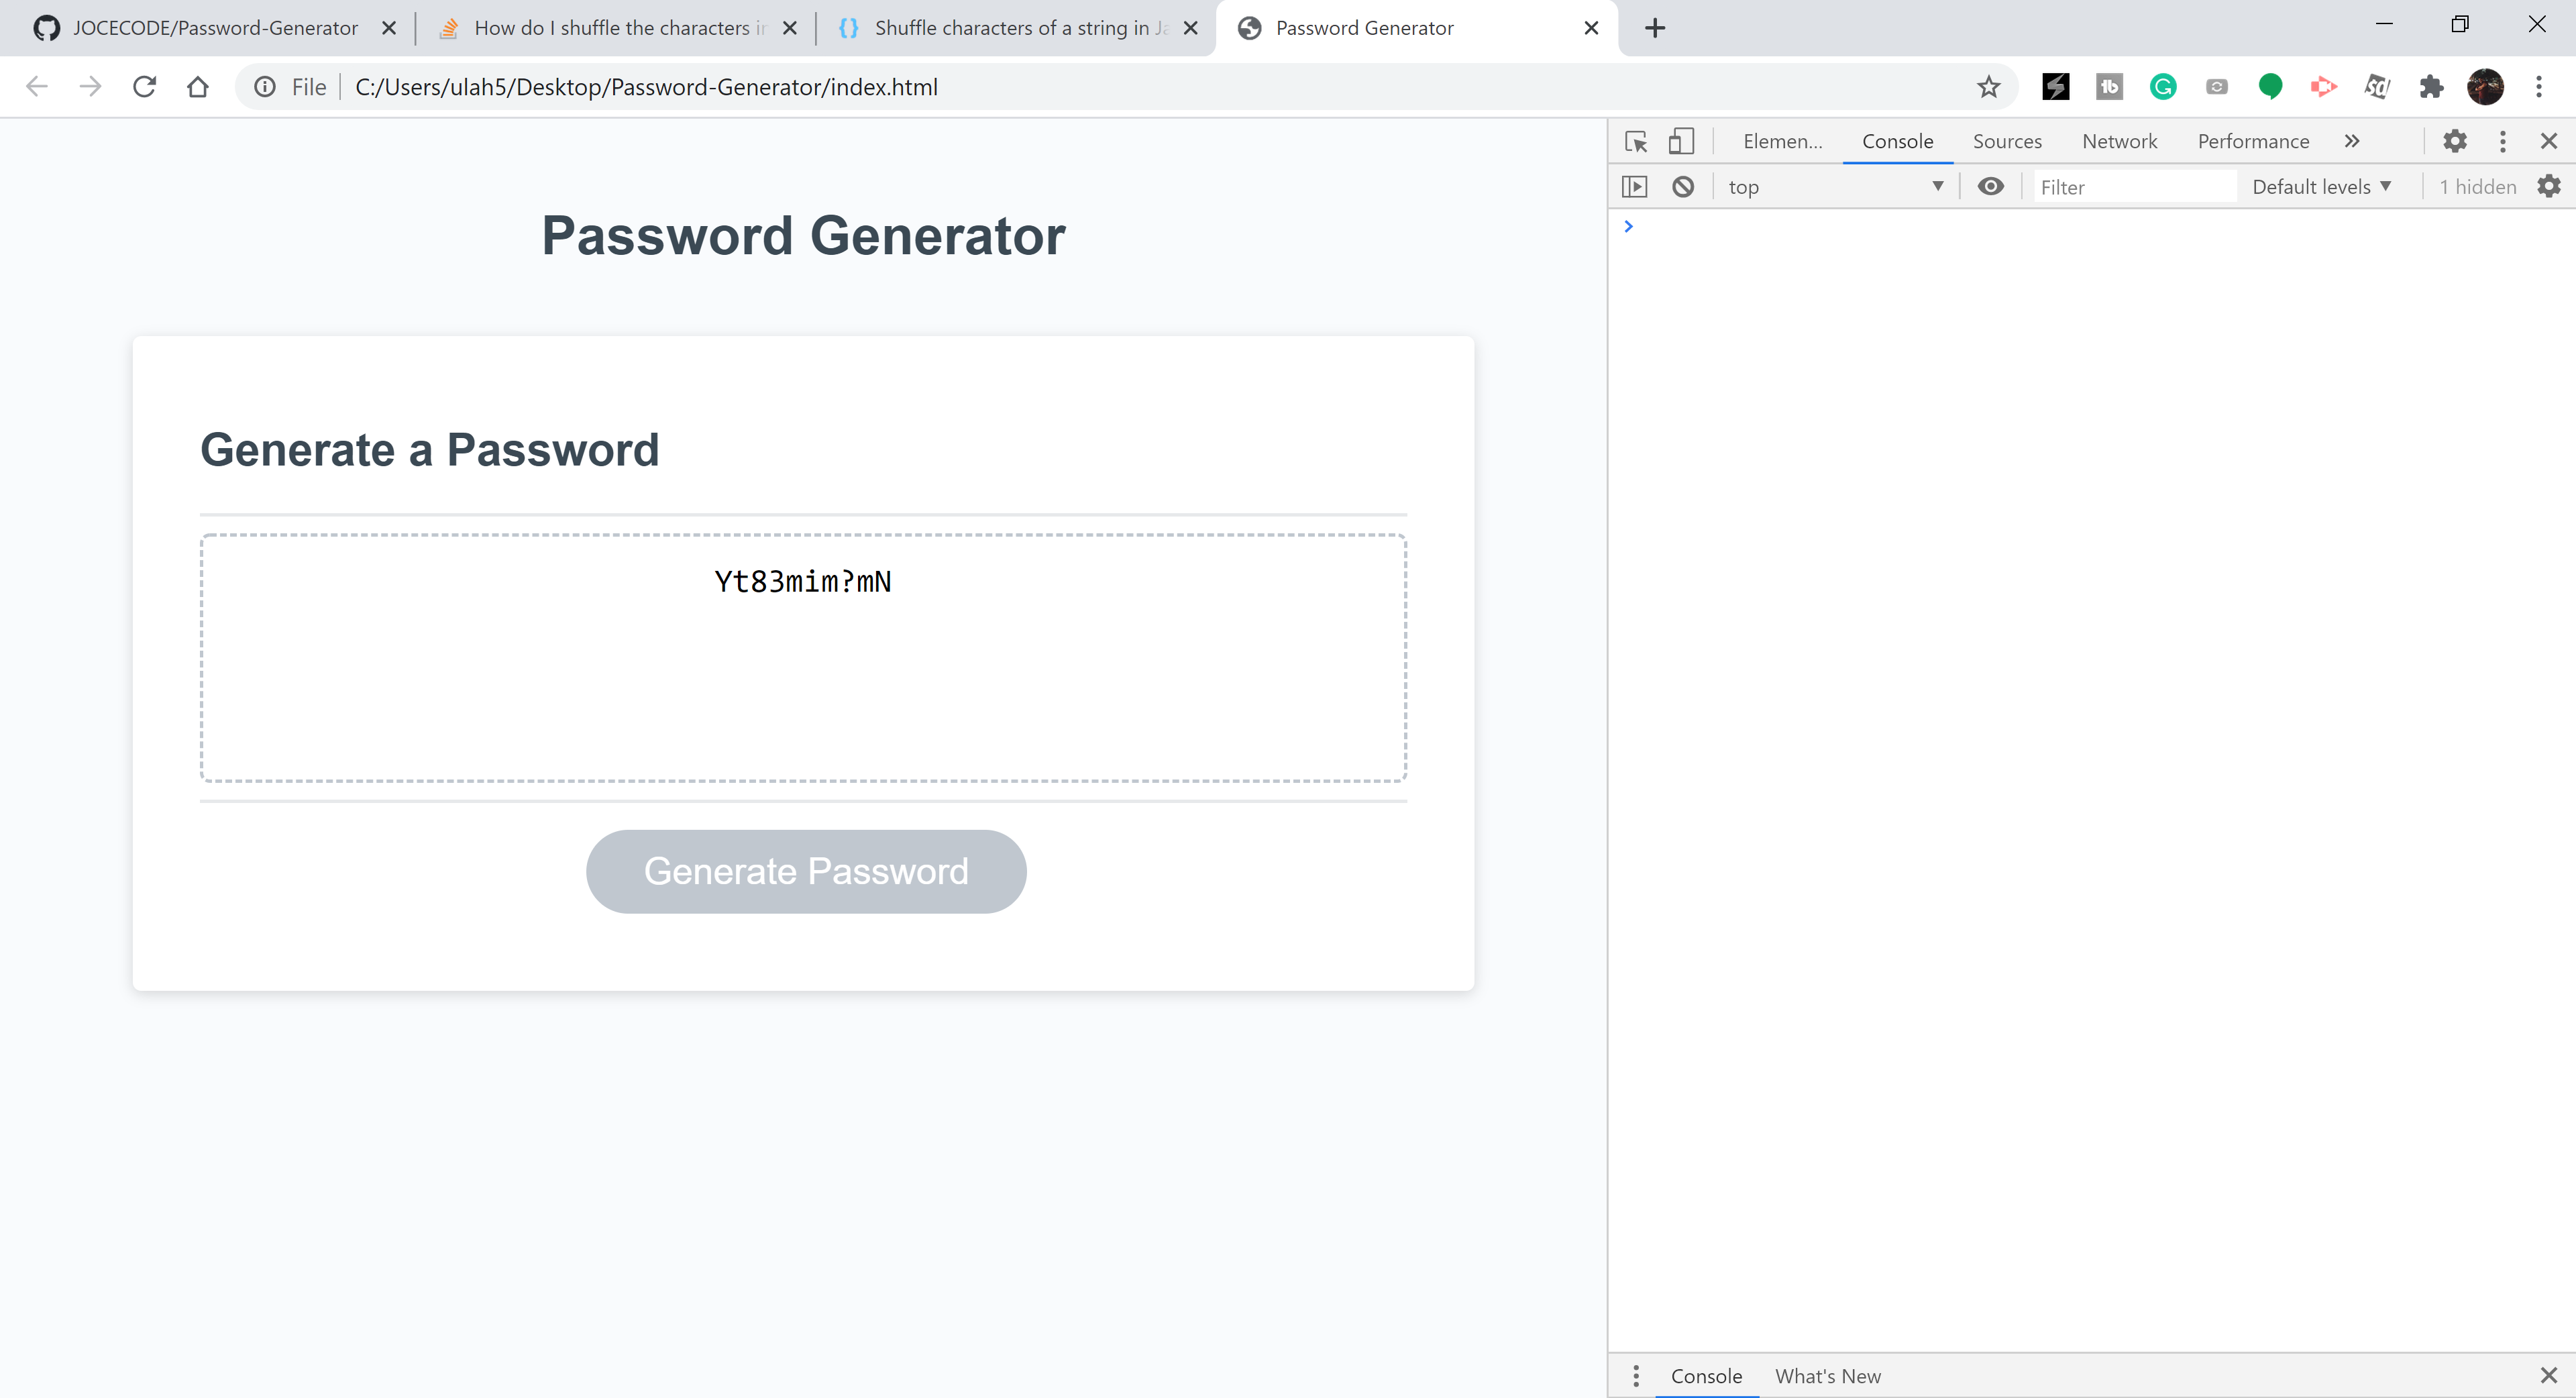 JOCECODE/Password-Generator
How do I shuffle the characters in
Shuffle characters of a string in Ja
Password Generator
File
C:/Users/ulah5/Desktop/Password-Generator/index.html
Elemen...
Console
Sources
Network
Performance
top
Filter
Default levels
1 hidden
Password Generator
Generate a Password
Yt83mim?mN
Generate Password
Console
What's New